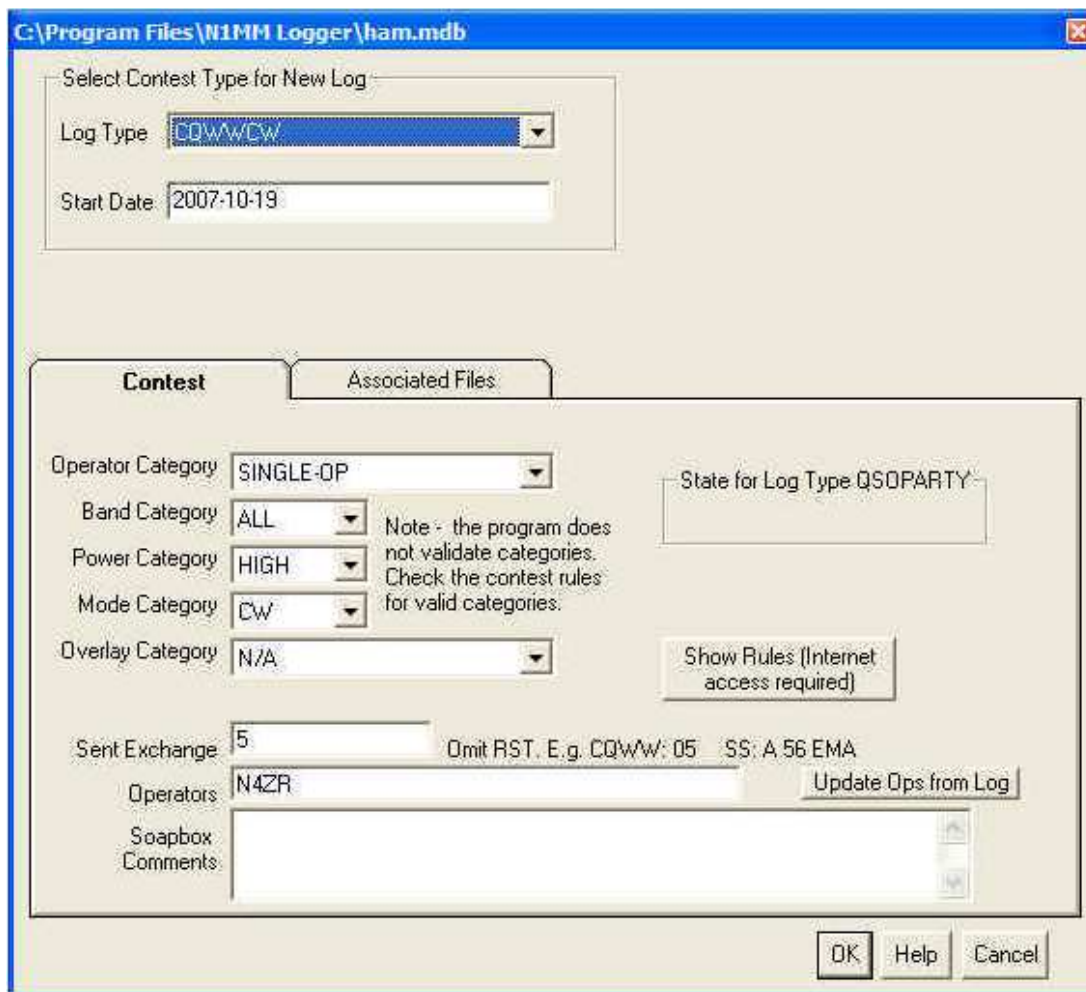 C:\Program Files\N1MM Logger\ham.mdb
Select Contest Type for New Log
Log Type CQWWCW
Start Date 2007-10-19
Contest Associated Files
Operator Category SINGLE-OP
State for Log Type QSOPARTY
Band Category ALL
Note - the program does
not validate categories.
Check the contest rules
for valid categories.
Power Category HIGH
Mode Category CW
Overlay Category N/A
Show Rules (Internet
access required)
Sent Exchange 5 Omit RST. E.g. CQWW: 05 SS: A 56 EMA
Operators N4ZR Update Ops from Log
Soapbox
Comments
OK Help Cancel